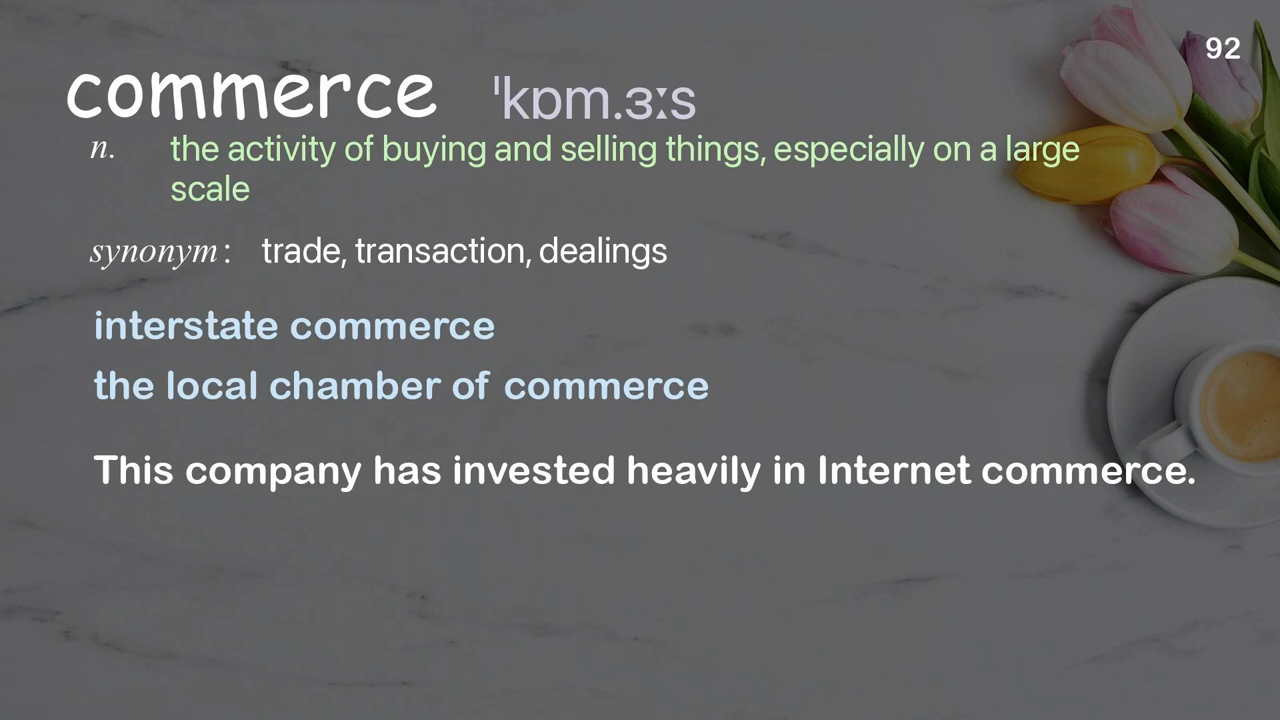 92
commerce ˈkɒm.ɜːs
n. the activity of buying and selling things, especially on a large
scale
synonym: trade, transaction, dealings
interstate commerce
the local chamber of commerce
This company has invested heavily in Internet commerce.